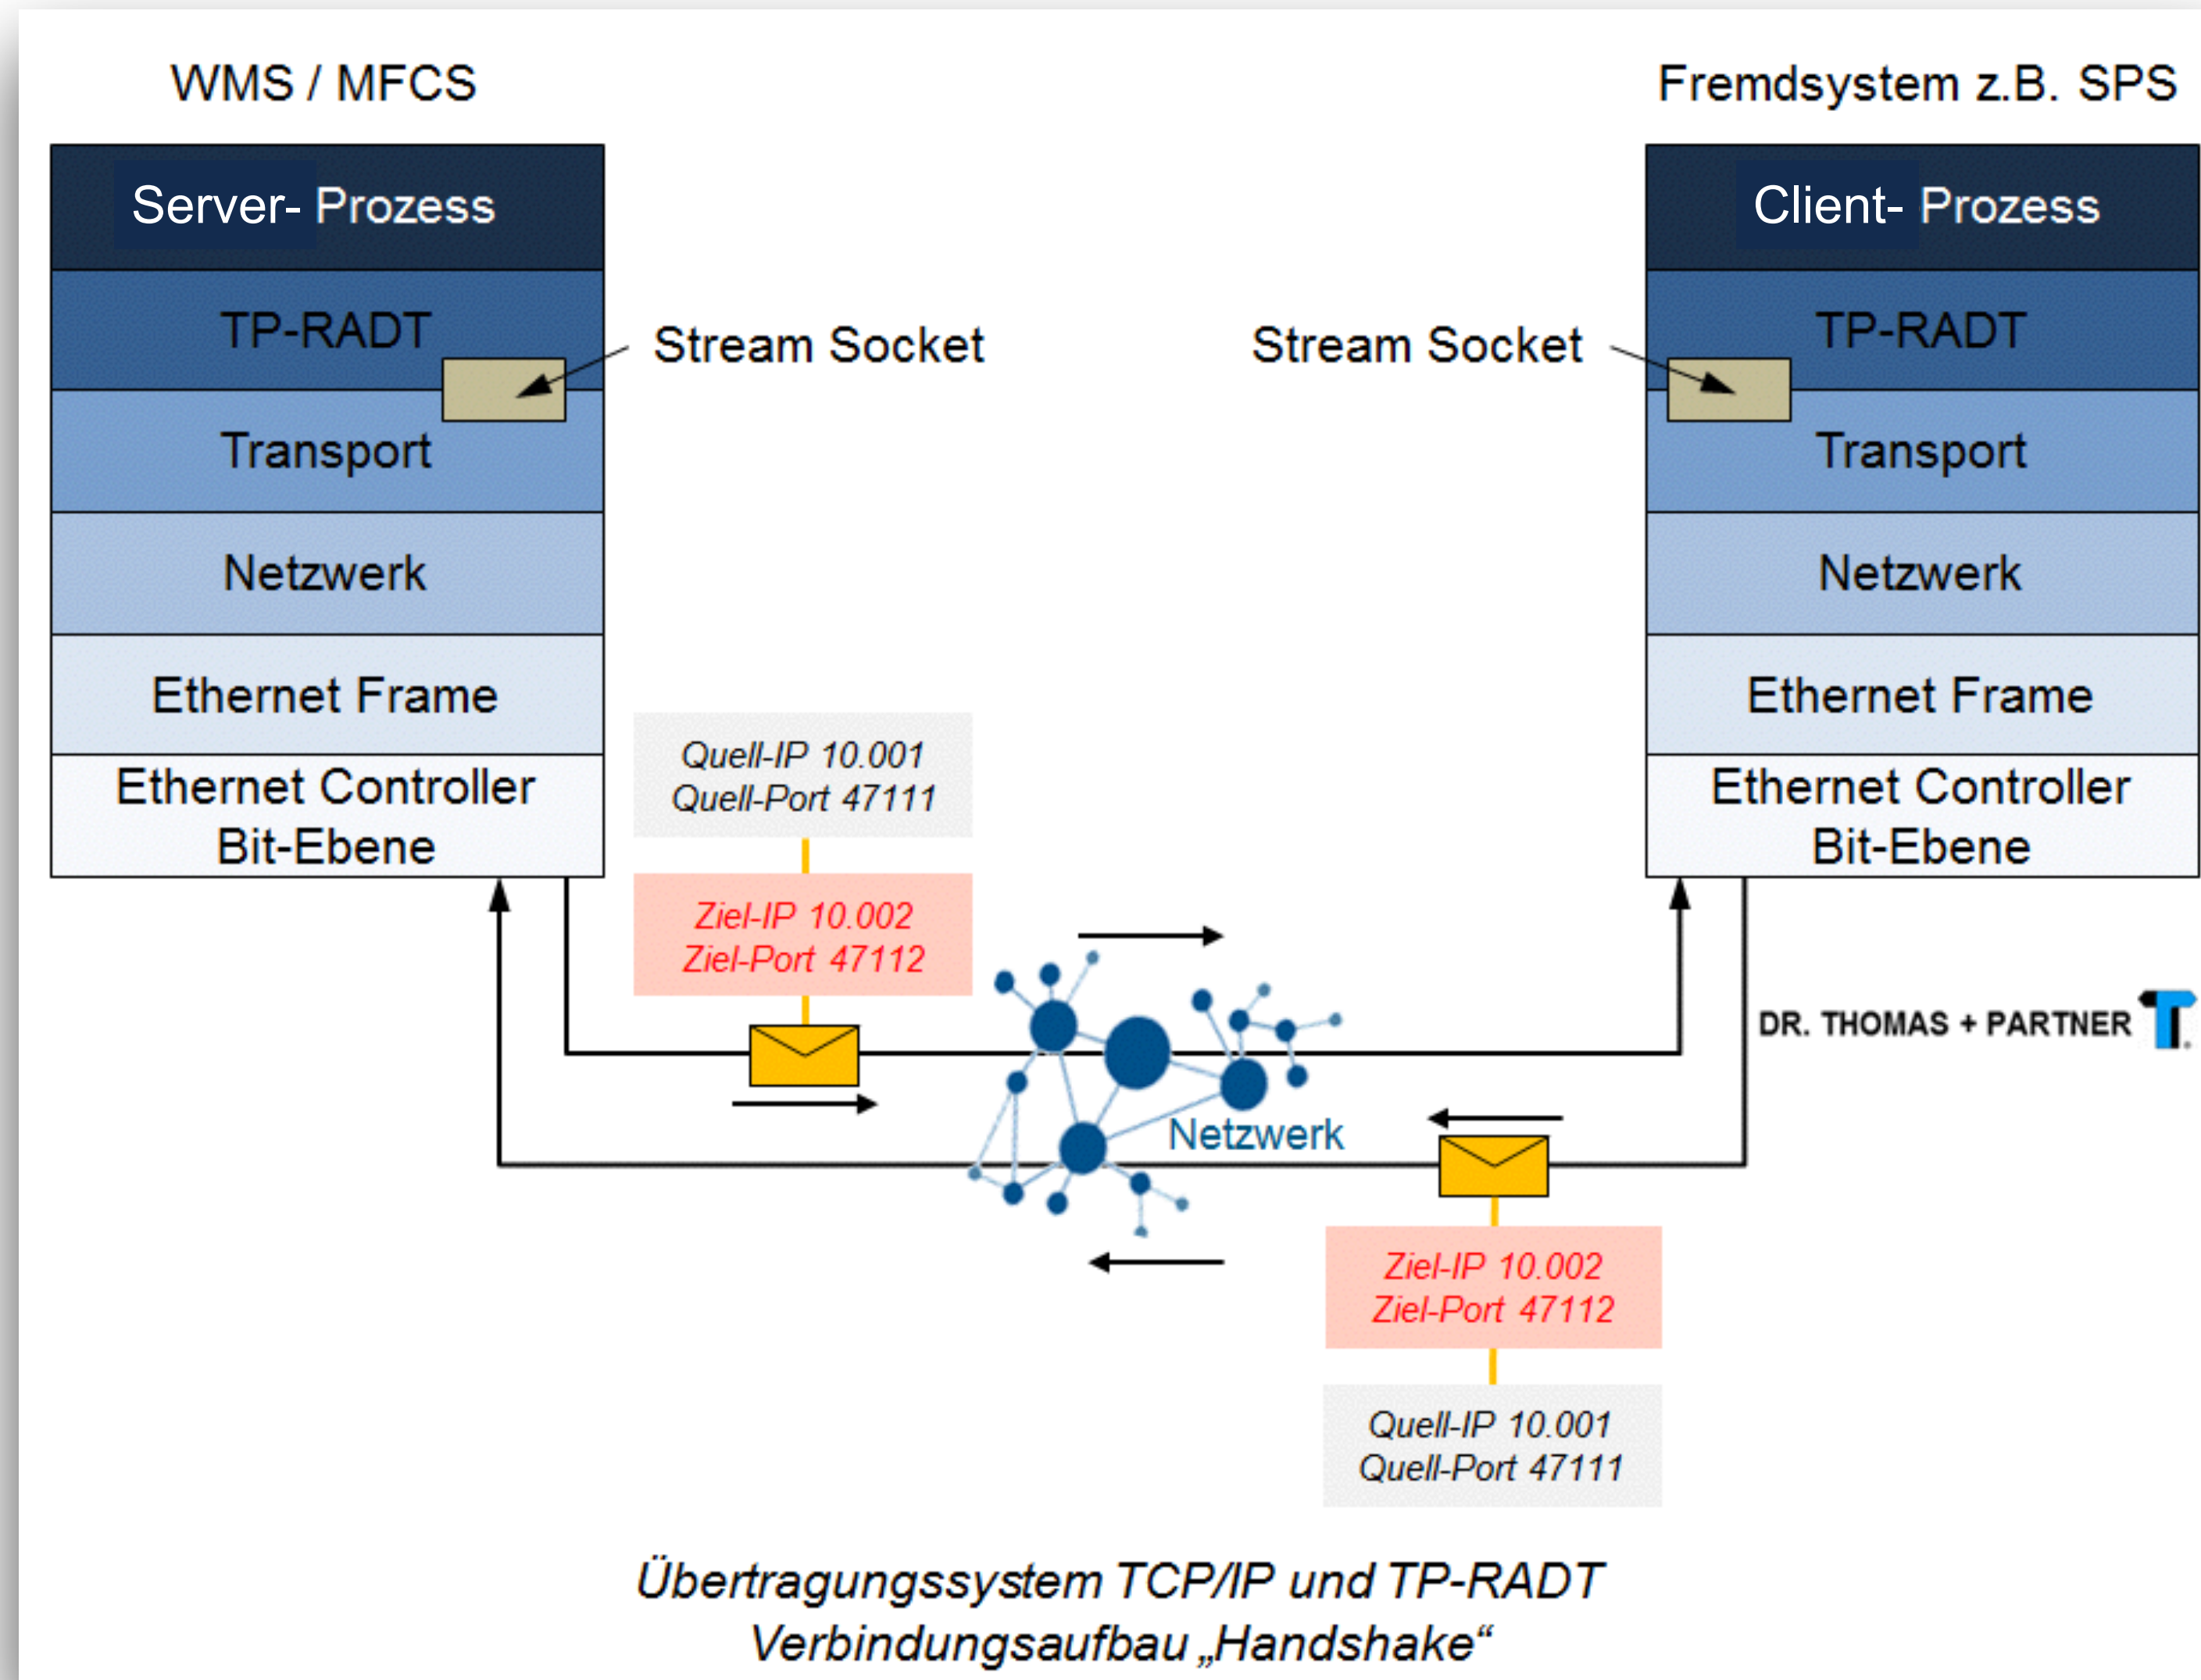 WMS / MFCS
Server- Prozess
TP-RADT
Stream Socket
Transport
Netzwerk
Ethernet Frame
Ethernet Controller
Bit-Ebene
Fremdsystem z.B. SPS
Client- Prozess
TP-RADT
Stream Socket
Transport
Netzwerk
Ethernet Frame
Ethernet Controller
Bit-Ebene
Quell-IP 10.001
Quell-Port 47111
Ziel-IP 10.002
Ziel-Port 47112
DR. THOMAS + PARTNER
Netzwerk
Ziel-IP 10.002
Ziel-Port 47112
Quell-IP 10.001
Quell-Port 47111
Übertragungssystem TCP/IP und TP-RADT
Verbindungsaufbau „Handshake“